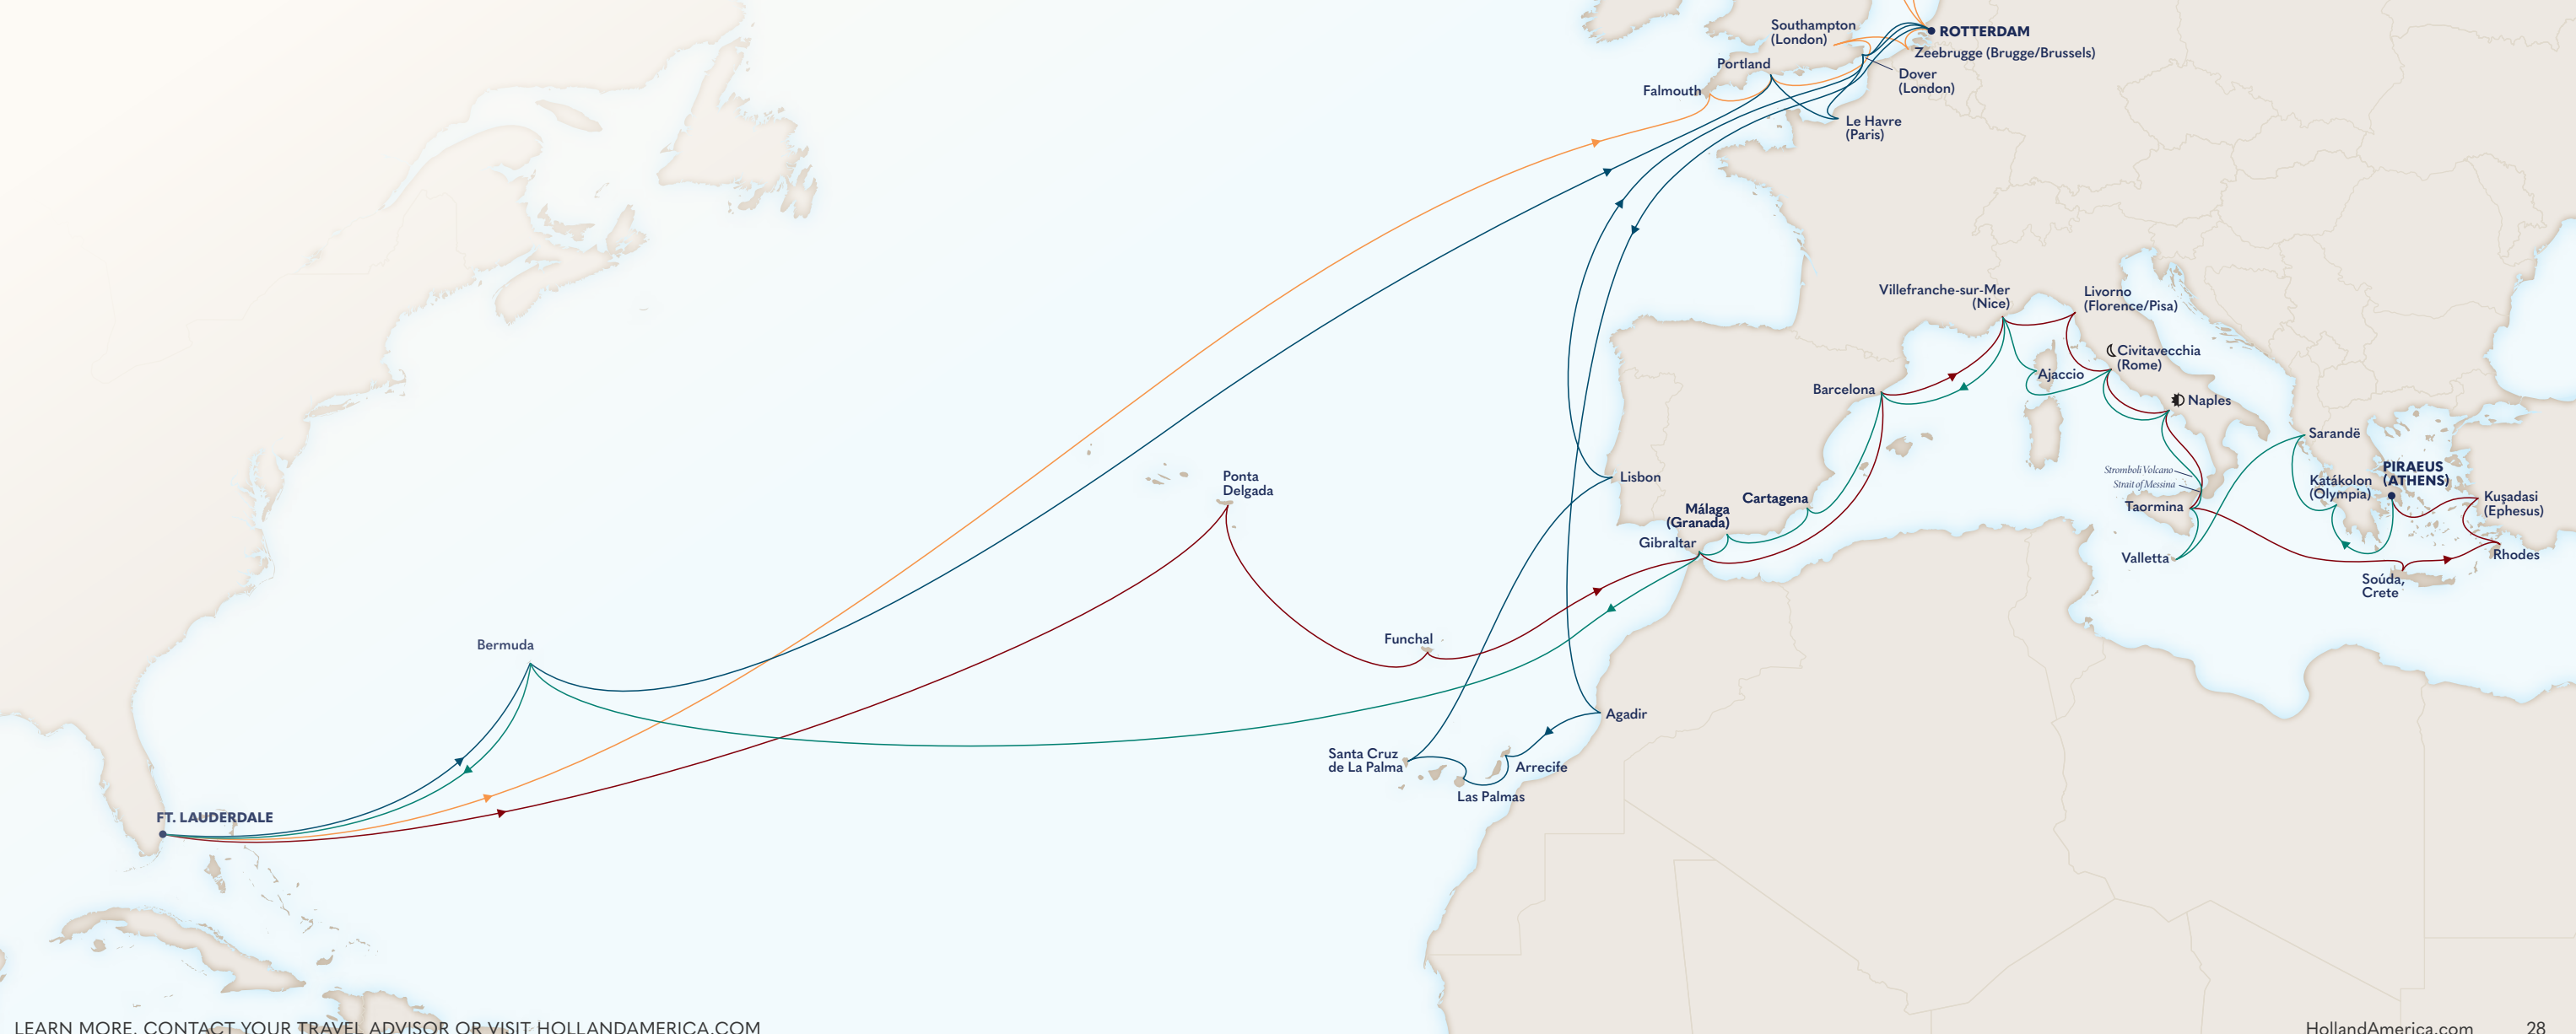 Southampton
(London)
ROTTERDAM
Zeebrugge (Brugge/Brussels)
Portland
Dover
(London)
Falmouth
Le Havre
(Paris)
Villefranche-sur-Mer
(Nice)
Livorno
(Florence/Pisa)
Civitavecchia
(Rome)
Ajaccio
Barcelona
Naples
Sarandë
Stromboli Volcano
Strait of Messina
PIRAEUS
(ATHENS)
Katákolon
(Olympia)
Kuşadasi
(Ephesus)
Ponta
Delgada
Lisbon
Cartagena
Málaga
(Granada)
Gibraltar
Taormina
Valletta
Rhodes
Soúda,
Crete
Bermuda
Funchal
Agadir
Santa Cruz
de La Palma
Arrecife
Las Palmas
FT. LAUDERDALE
LEARN MORE. CONTACT YOUR TRAVEL ADVISOR OR VISIT HOLLANDAMERICA.COM
HollandAmerica.com 28